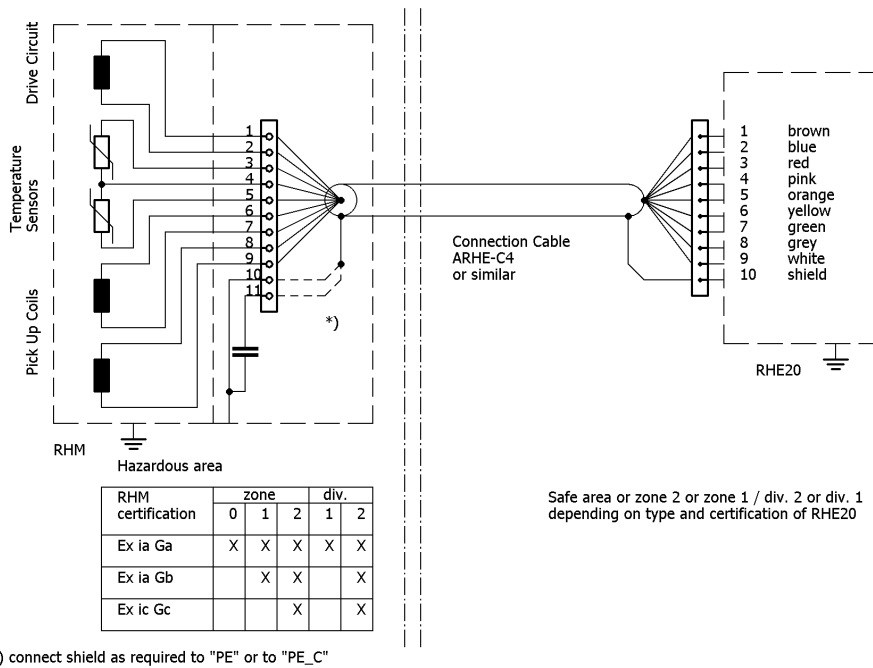 Drive Circuit
Temperature
Sensors
Pick Up Coils
1
2
3
4
5
6
7
8
9
10
11
*)
Connection Cable
ARHE-C4
or similar
1 brown
2 blue
3 red
4 pink
5 orange
6 yellow
7 green
8 grey
9 white
10 shield
RHE20
RHM
Hazardous area
RHM
certification
zone div.
0 1 2 1 2
Ex ia Ga X X X X X
Ex ia Gb X X X
Ex ic Gc X X
Safe area or zone 2 or zone 1 / div. 2 or div. 1
depending on type and certification of RHE20
) connect shield as required to "PE" or to "PE_C"